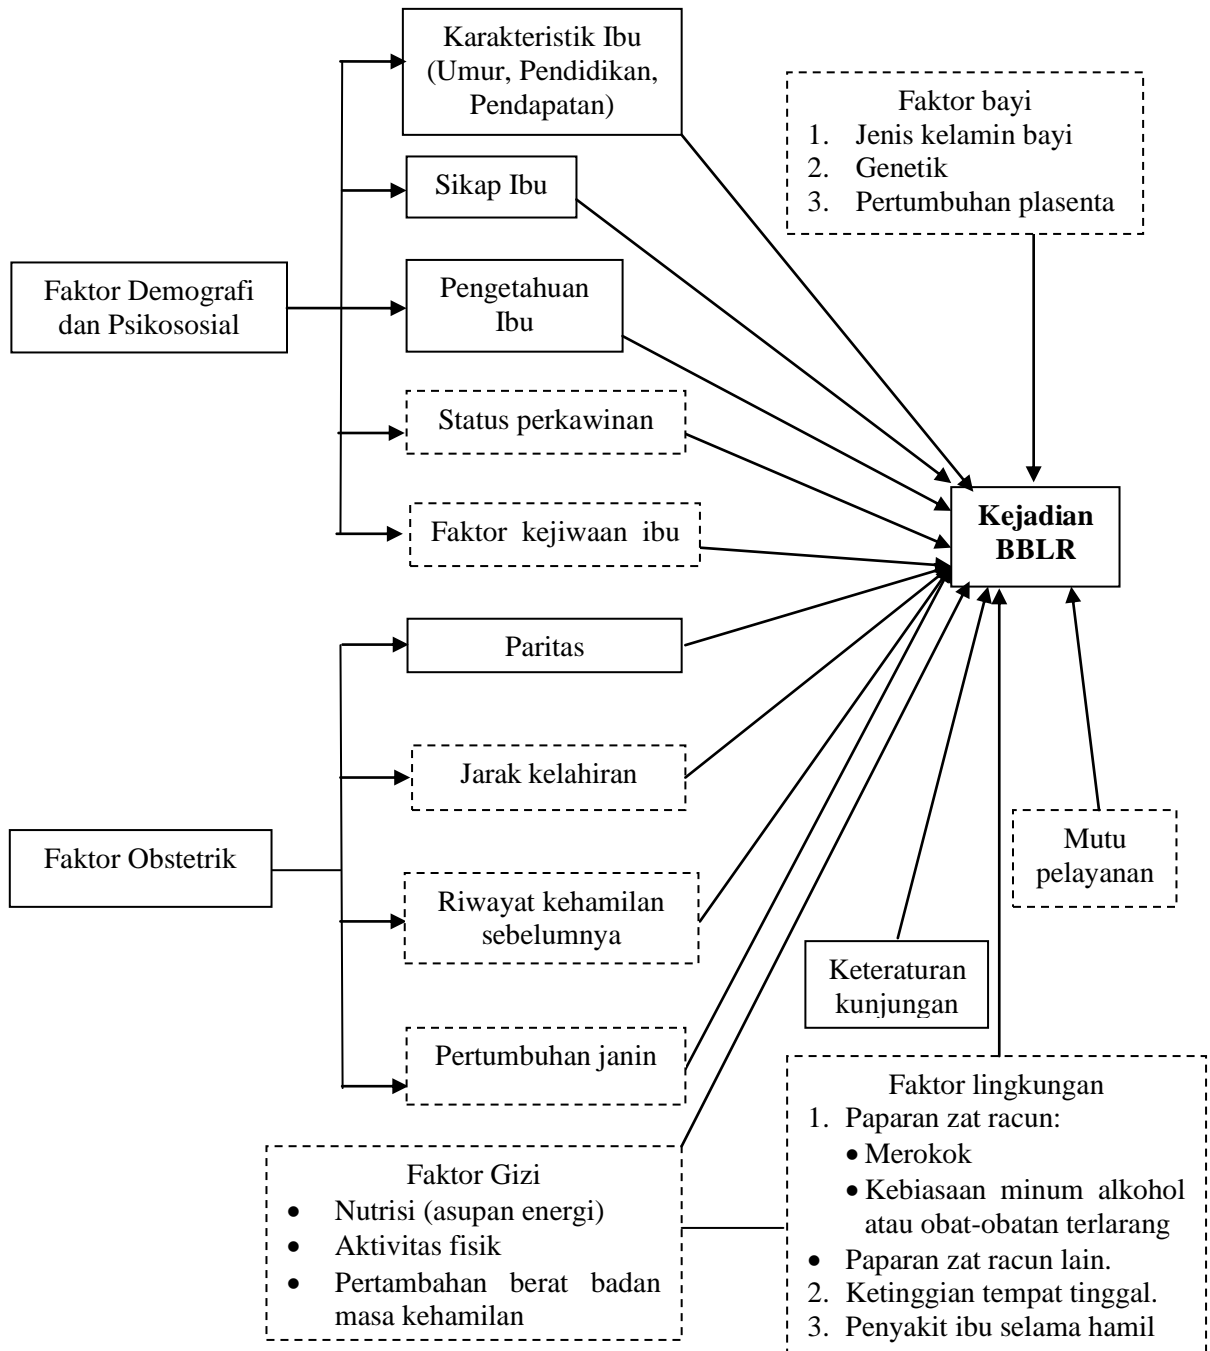 Karakteristik Ibu
(Umur, Pendidikan,
Pendapatan)
Faktor bayi
1. Jenis kelamin bayi
2. Genetik
3. Pertumbuhan plasenta
Sikap Ibu
Faktor Demografi
dan Psikososial
Pengetahuan
Ibu
Status perkawinan
Faktor kejiwaan ibu
Kejadian
BBLR
Paritas
Jarak kelahiran
Faktor Obstetrik
Riwayat kehamilan
sebelumnya
Pertumbuhan janin
Mutu
pelayanan
Keteraturan
kunjungan
Faktor Gizi
• Nutrisi (asupan energi)
• Aktivitas fisik
• Pertambahan berat badan
masa kehamilan
Faktor lingkungan
1. Paparan zat racun:
• Merokok
• Kebiasaan minum alkohol
atau obat-obatan terlarang
• Paparan zat racun lain.
2. Ketinggian tempat tinggal.
3. Penyakit ibu selama hamil